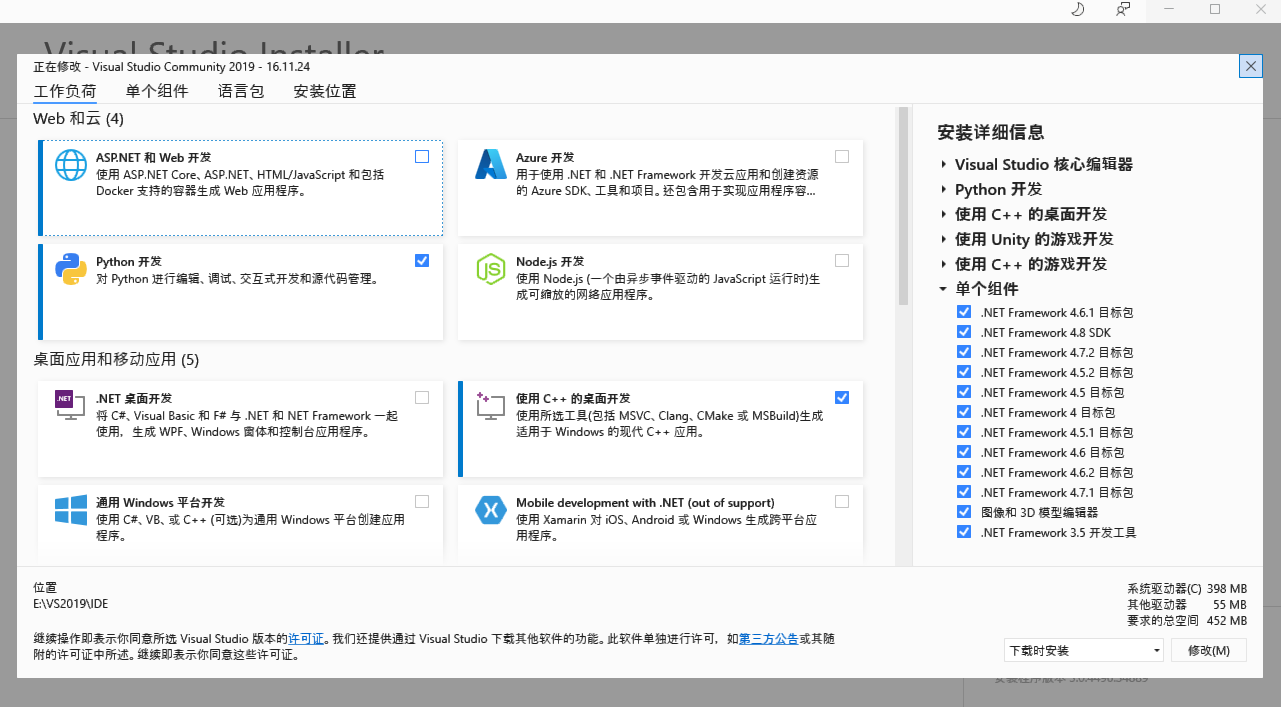 Visual Studio Installer
正在修改 - Visual Studio Community 2019 - 16.11.24
工作负荷 单个组件 语言包 安装位置
Web 和云 (4)
ASP.NET 和 Web 开发
使用 ASP.NET Core、ASP.NET、HTML/JavaScript 和包括
Docker 支持的容器生成 Web 应用程序。
Azure 开发
用于使用 .NET 和 .NET Framework 开发云应用和创建资源
的 Azure SDK、工具和项目。还包含用于实现应用程序容...
Python 开发
对 Python 进行编辑、调试、交互式开发和源代码管理。
Node.js 开发
使用 Node.js (一个由异步事件驱动的 JavaScript 运行时)生
成可缩放的网络应用程序。
桌面应用和移动应用 (5)
.NET
.NET 桌面开发
将 C#、Visual Basic 和 F# 与 .NET 和 NET Framework 一起
使用，生成 WPF、Windows 窗体和控制台应用程序。
使用 C++ 的桌面开发
使用所选工具(包括 MSVC、Clang、CMake 或 MSBuild)生成
适用于 Windows 的现代 C++ 应用。
通用 Windows 平台开发
使用 C#、VB、或 C++ (可选)为通用 Windows 平台创建应用
程序。
Mobile development with .NET (out of support)
使用 Xamarin 对 iOS、Android 或 Windows 生成跨平台应
用程序。
安装详细信息
Visual Studio 核心编辑器
Python 开发
使用 C++ 的桌面开发
使用 Unity 的游戏开发
使用 C++ 的游戏开发
单个组件
.NET Framework 4.6.1 目标包
.NET Framework 4.8 SDK
.NET Framework 4.7.2 目标包
.NET Framework 4.5.2 目标包
.NET Framework 4.5 目标包
.NET Framework 4 目标包
.NET Framework 4.5.1 目标包
.NET Framework 4.6 目标包
.NET Framework 4.6.2 目标包
.NET Framework 4.7.1 目标包
图像和 3D 模型编辑器
.NET Framework 3.5 开发工具
位置
E:\VS2019\IDE
继续操作即表示你同意所选 Visual Studio 版本的许可证。我们还提供通过 Visual Studio 下载其他软件的功能。此软件单独进行许可，如第三方公告或其随
附的许可证中所述。继续即表示你同意这些许可证。
系统驱动器(C) 398 MB
其他驱动器 55 MB
要求的总空间 452 MB
下载时安装 修改(M)